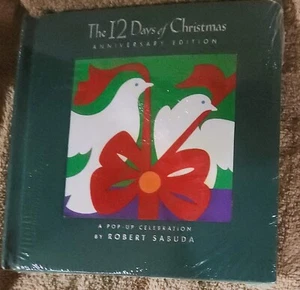 The 12 Days of Christmas
ANNIVERSARY EDITION
A POP-UP CELEBRATION
BY ROBERT SABUDA